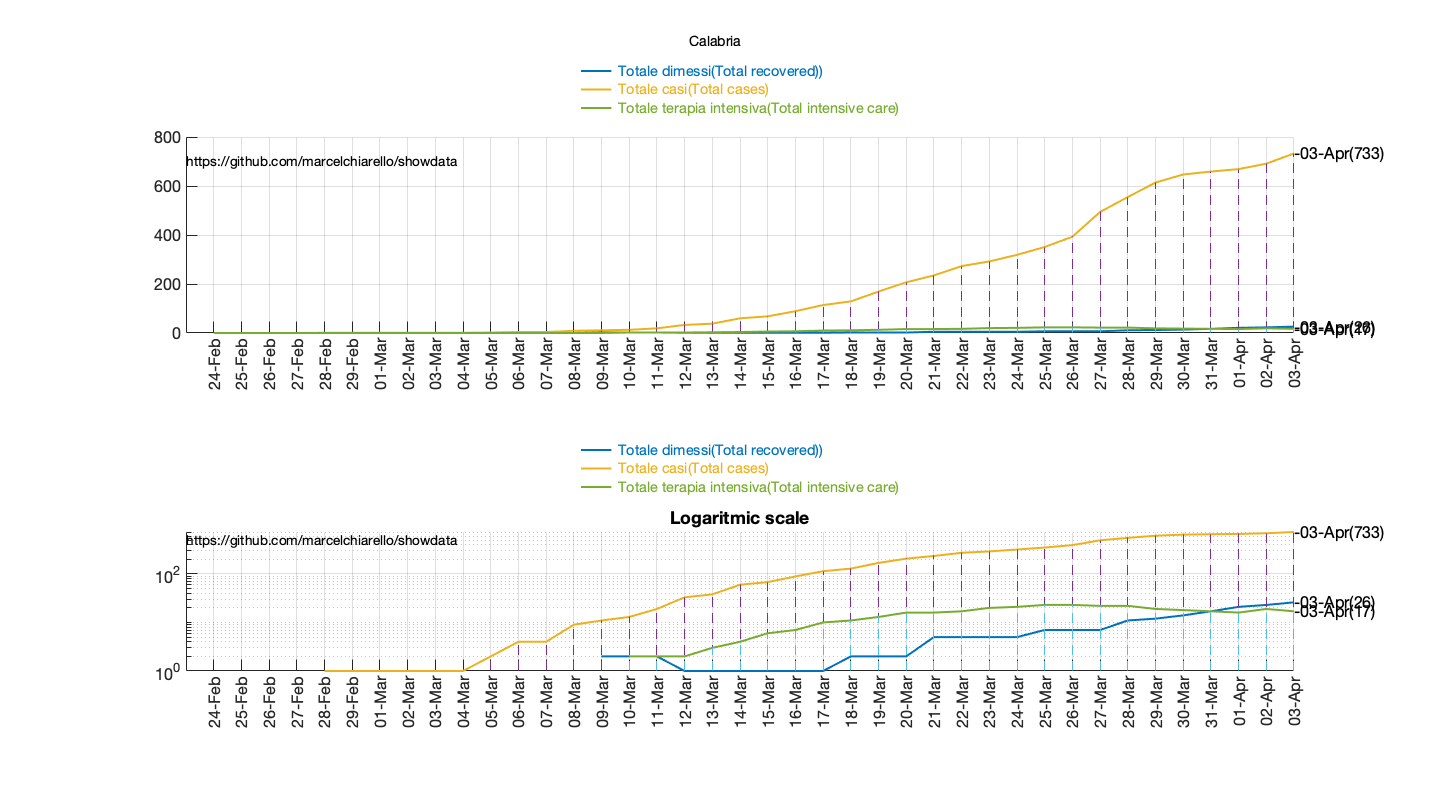 Calabria
Totale dimessi(Total recovered))
Totale casi(Total cases)
Totale terapia intensiva(Total intensive care)
800
https://github.com/marcelchiarello/showdata
-03-Apr(733)
600
400
200
0
-03-Apr(26)
-03-Apr(17)
24-Feb
25-Feb
26-Feb
27-Feb
28-Feb
29-Feb
01-Mar
02-Mar
03-Mar
04-Mar
05-Mar
06-Mar
07-Mar
08-Mar
09-Mar
10-Mar
11-Mar
12-Mar
13-Mar
14-Mar
15-Mar
16-Mar
17-Mar
18-Mar
19-Mar
20-Mar
21-Mar
22-Mar
23-Mar
24-Mar
25-Mar
26-Mar
27-Mar
28-Mar
29-Mar
30-Mar
31-Mar
01-Apr
02-Apr
03-Apr
Totale dimessi(Total recovered))
Totale casi(Total cases)
Totale terapia intensiva(Total intensive care)
Logaritmic scale
https://github.com/marcelchiarello/showdata
-03-Apr(733)
10^2
-03-Apr(26)
-03-Apr(17)
10^0
24-Feb
25-Feb
26-Feb
27-Feb
28-Feb
29-Feb
01-Mar
02-Mar
03-Mar
04-Mar
05-Mar
06-Mar
07-Mar
08-Mar
09-Mar
10-Mar
11-Mar
12-Mar
13-Mar
14-Mar
15-Mar
16-Mar
17-Mar
18-Mar
19-Mar
20-Mar
21-Mar
22-Mar
23-Mar
24-Mar
25-Mar
26-Mar
27-Mar
28-Mar
29-Mar
30-Mar
31-Mar
01-Apr
02-Apr
03-Apr